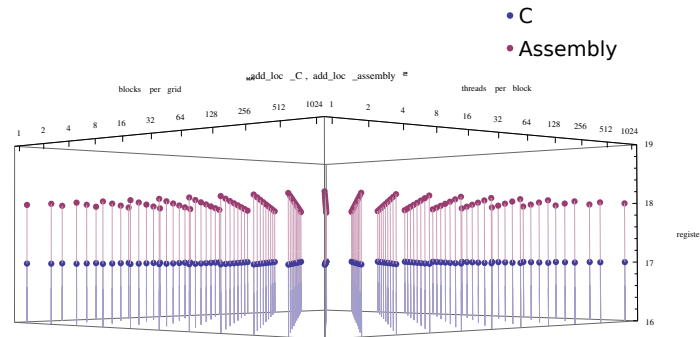 C
Assembly
add_loc _C , add_loc _assembly
blocks per grid
threads per block
1 2 4 8 16 32 64 128 256 512 1024
1 2 4 8 16 32 64 128 256 512 1024
19
18
registe
17
16